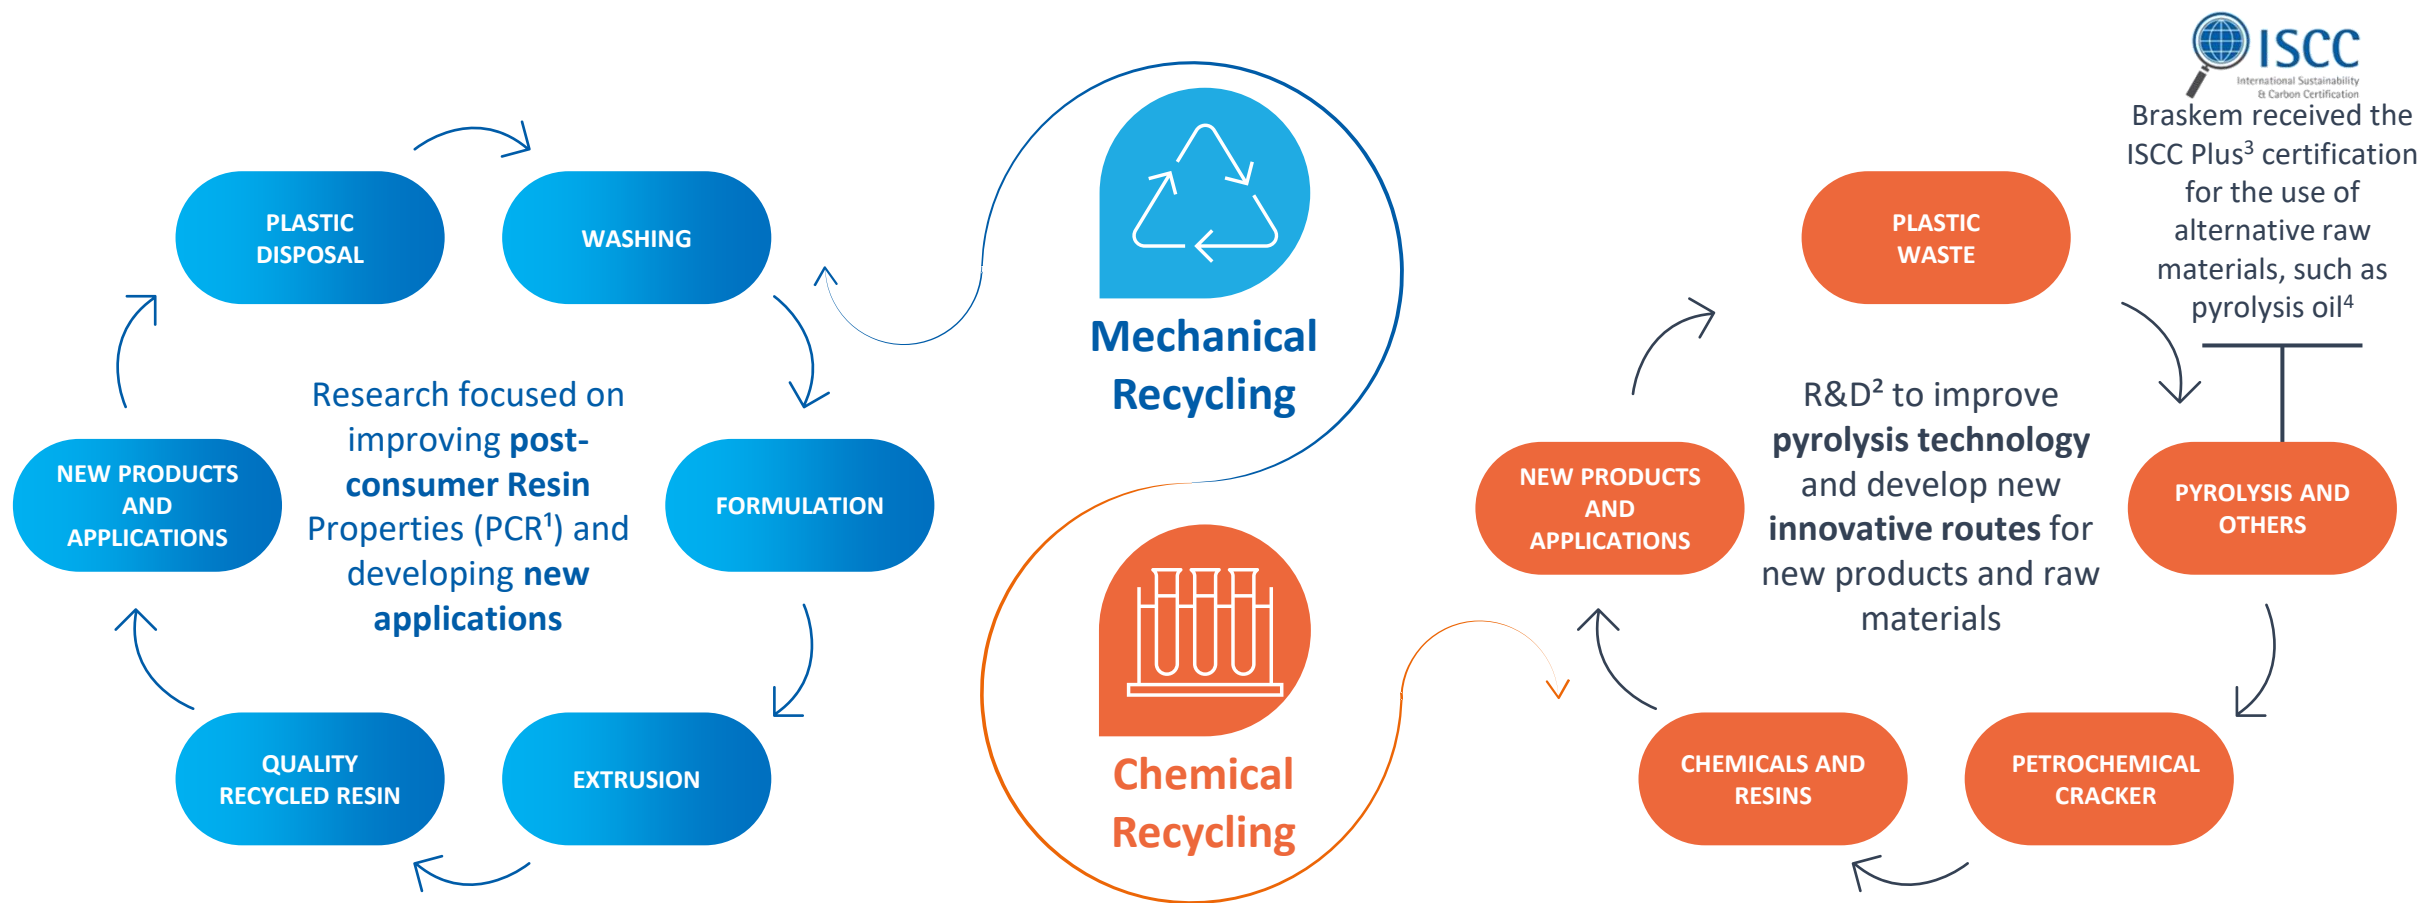 PLASTIC
DISPOSAL
WASHING
FORMULATION
EXTRUSION
QUALITY
RECYCLED RESIN
NEW PRODUCTS
AND
APPLICATIONS
Research focused on
improving post-
consumer Resin
Properties (PCR¹) and
developing new
applications
Mechanical
Recycling
Chemical
Recycling
ISCC
International Sustainability
& Carbon Certification
Braskem received the
ISCC Plus³ certification
for the use of
alternative raw
materials, such as
pyrolysis oil⁴
PLASTIC
WASTE
PYROLYSIS AND
OTHERS
PETROCHEMICAL
CRACKER
CHEMICALS AND
RESINS
NEW PRODUCTS
AND
APPLICATIONS
R&D² to improve
pyrolysis technology
and develop new
innovative routes for
new products and raw
materials